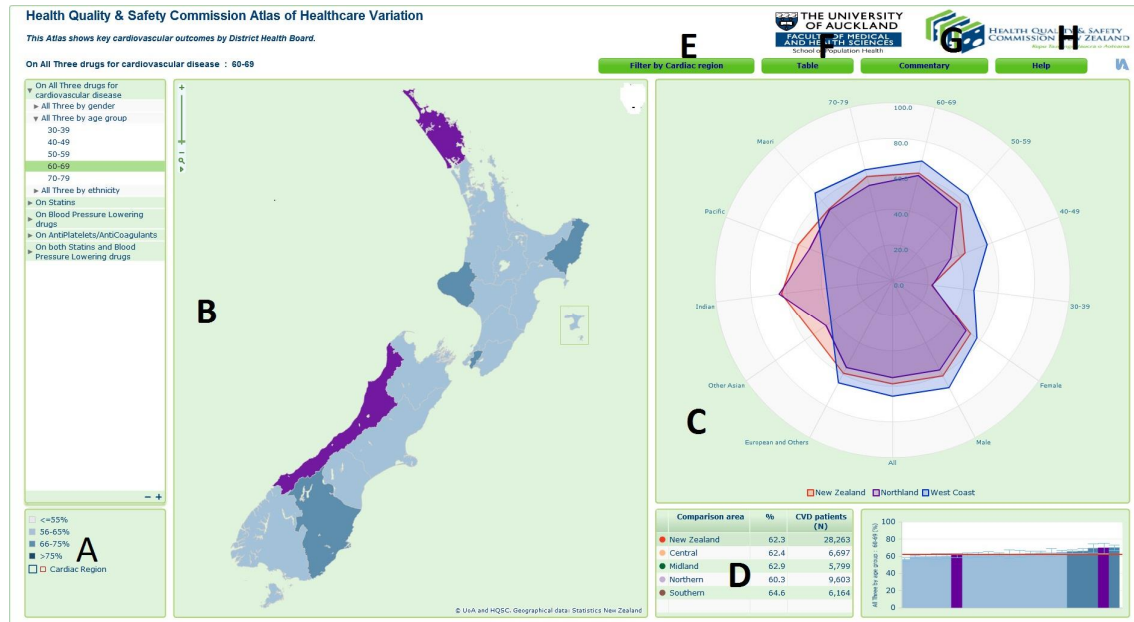 Health Quality & Safety Commission Atlas of Healthcare Variation
This Atlas shows key cardiovascular outcomes by District Health Board.
THE UNIVERSITY
OF AUCKLAND
FACULTY OF MEDICAL
AND HEALTH SCIENCES
School of Population Health
HEALTH QUALITY & SAFETY
COMMISSION NEW ZEALAND
E
F
G
H
On All Three drugs for cardiovascular disease : 60-69
Filter by Cardiac region
Table
Commentary
Help
On All Three drugs for
cardiovascular disease
All Three by gender
All Three by age group
30-39
40-49
50-59
60-69
70-79
All Three by ethnicity
On Statins
On Blood Pressure Lowering
drugs
On AntiPlatelets/AntiCoagulants
On both Statins and Blood
Pressure Lowering drugs
<=55%
56-65%
66-75%
>75%
Cardiac Region
A
B
© UoA and HQSC. Geographical data: Statistics New Zealand
70-79
60-69
50-59
40-49
30-39
Female
Male
All
European and Others
Other Asian
Indian
Pacific
Maori
100.0
80.0
60.0
40.0
20.0
0.0
C
New Zealand
Northland
West Coast
Comparison area % CVD patients
(N)
New Zealand 62.3 28,263
Central 62.4 6,697
Midland 62.9 5,799
Northern 60.3 9,603
Southern 64.6 6,164
D
All Three by age group : 60-69 (%)
100
80
60
40
20
0